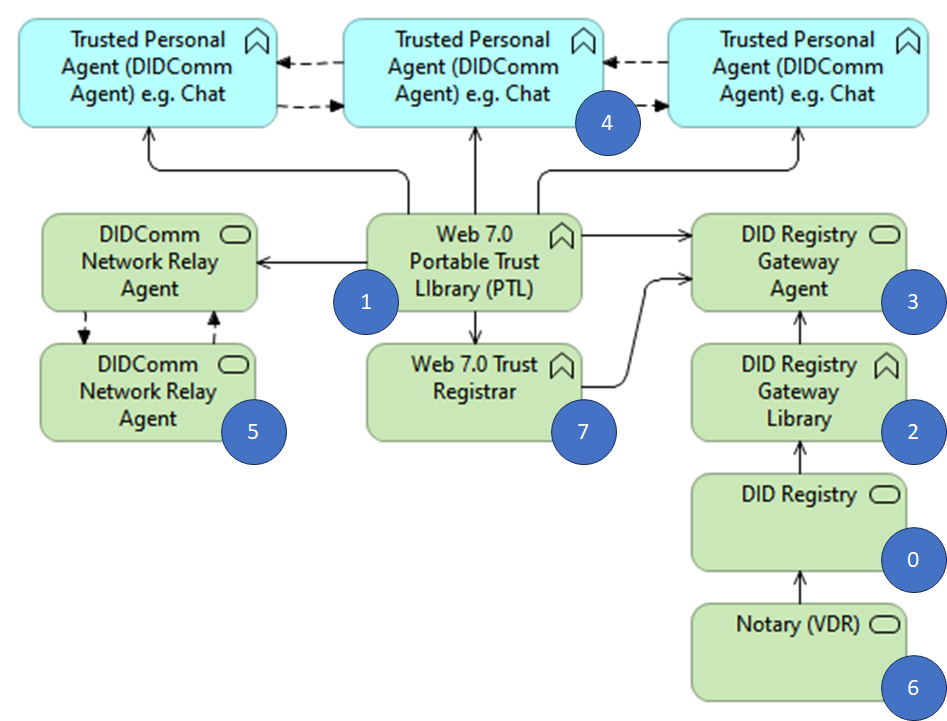 Trusted Personal
Agent (DIDComm
Agent) e.g. Chat
Trusted Personal
Agent (DIDComm
Agent) e.g. Chat
4
Trusted Personal
Agent (DIDComm
Agent) e.g. Chat
DIDComm
Network Relay
Agent
Web 7.0
Portable Trust
LIbrary (PTL)
1
DID Registry
Gateway
Agent
3
DIDComm
Network Relay
Agent
5
Web 7.0 Trust
Registrar
7
DID Registry
Gateway
Library
2
DID Registry
0
Notary (VDR)
6